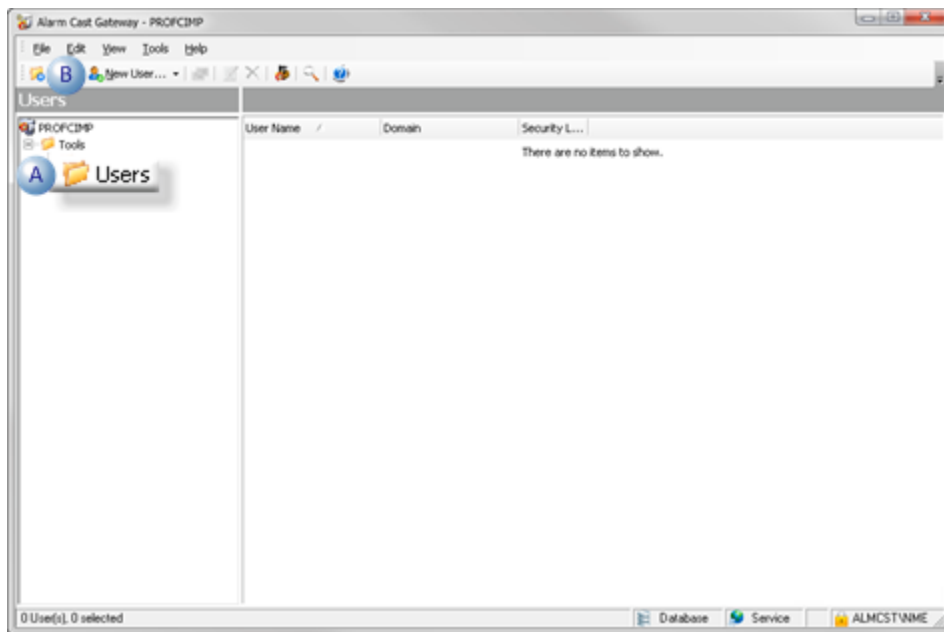 Alarm Cast Gateway - PROFCIMP
File Edit View Tools Help
B New User...
Users
PROFCIMP User Name Domain Security L...
Tools There are no items to show.
A Users
0 User(s), 0 selected Database Service ALMCST\NME